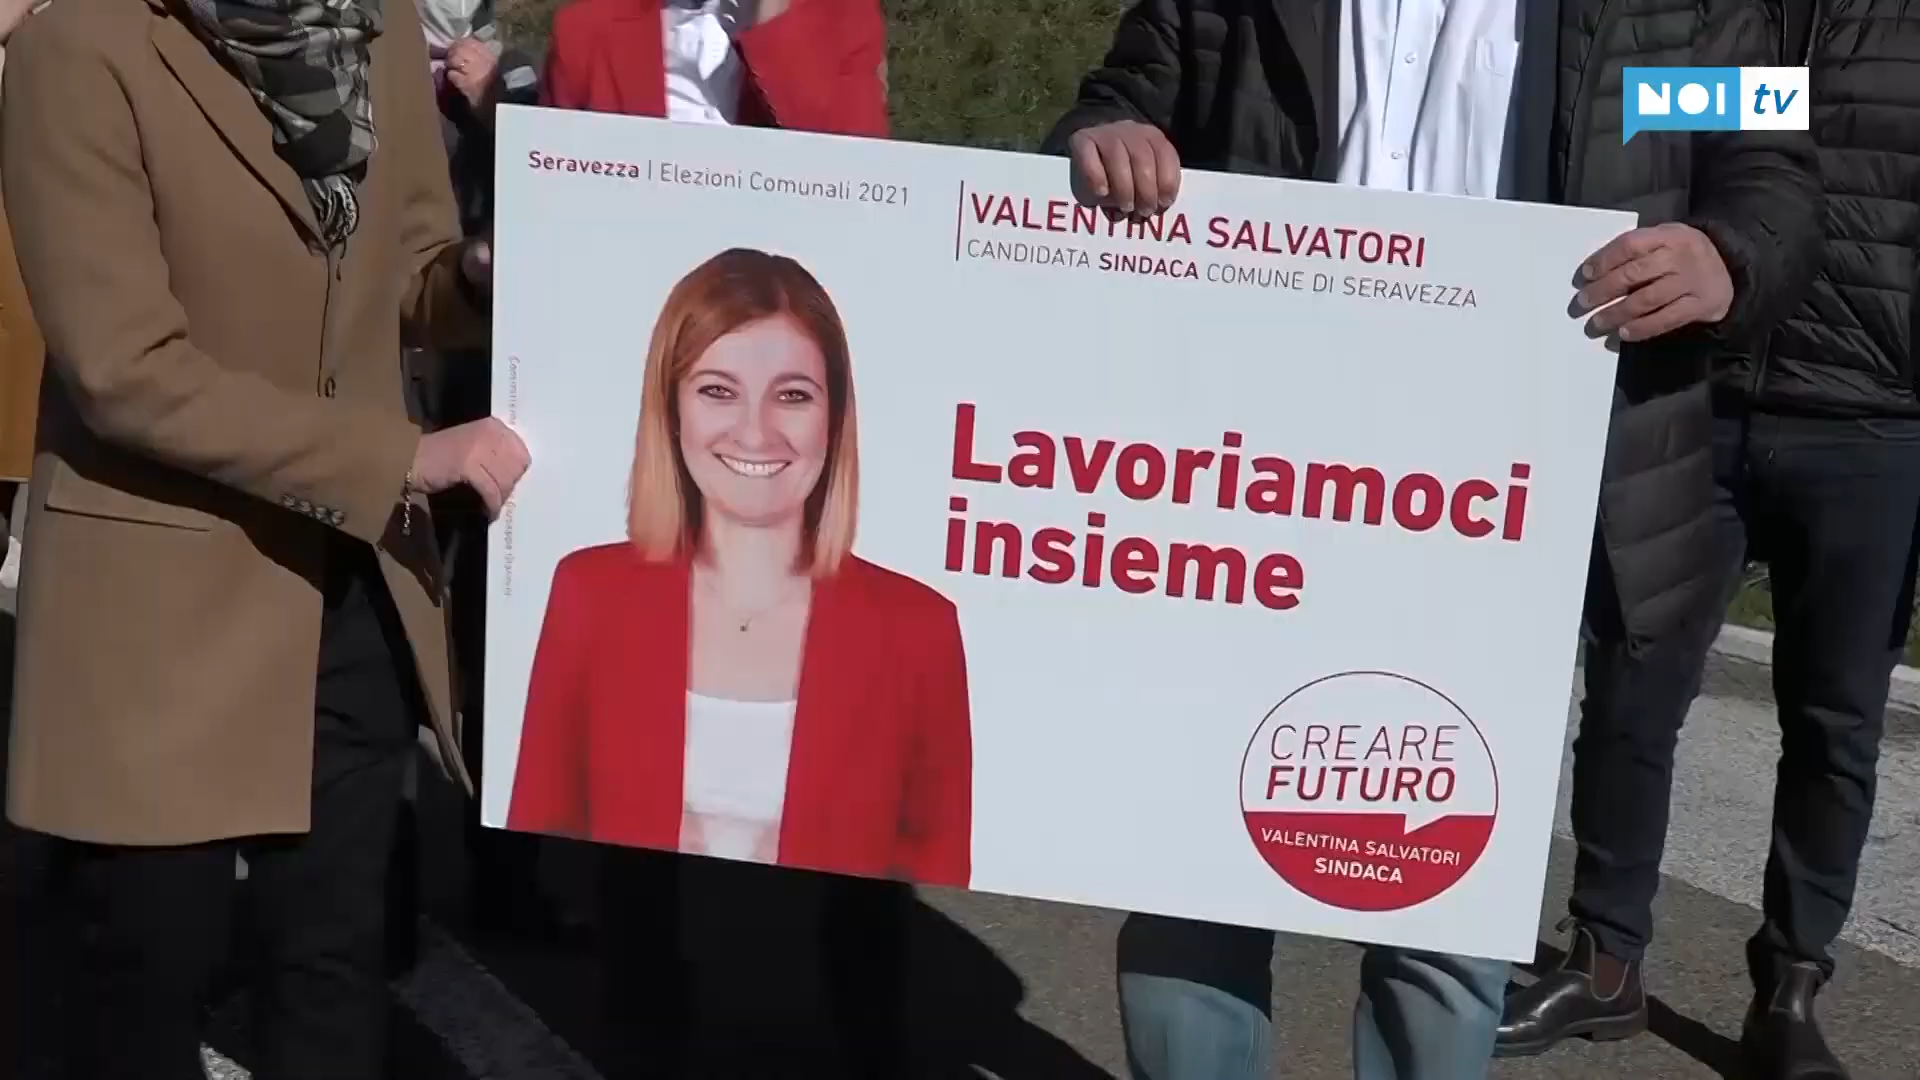 NOI tv
Seravezza | Elezioni Comunali 2021
VALENTINA SALVATORI
CANDIDATA SINDACA COMUNE DI SERAVEZZA
Lavoriamoci
insieme
CREARE
FUTURO
VALENTINA SALVATORI
SINDACA